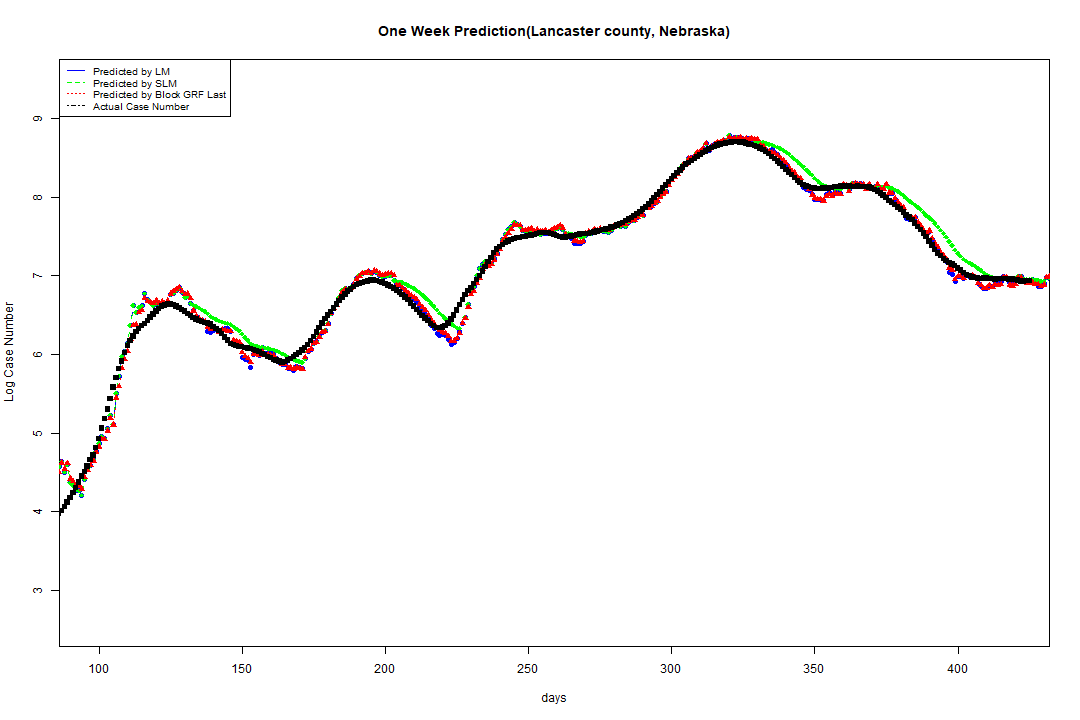 One Week Prediction(Lancaster county, Nebraska)
Predicted by LM
Predicted by SLM
Predicted by Block GRF Last
Actual Case Number
Log Case Number
9
8
7
6
5
4
3
100 150 200 250 300 350 400
days